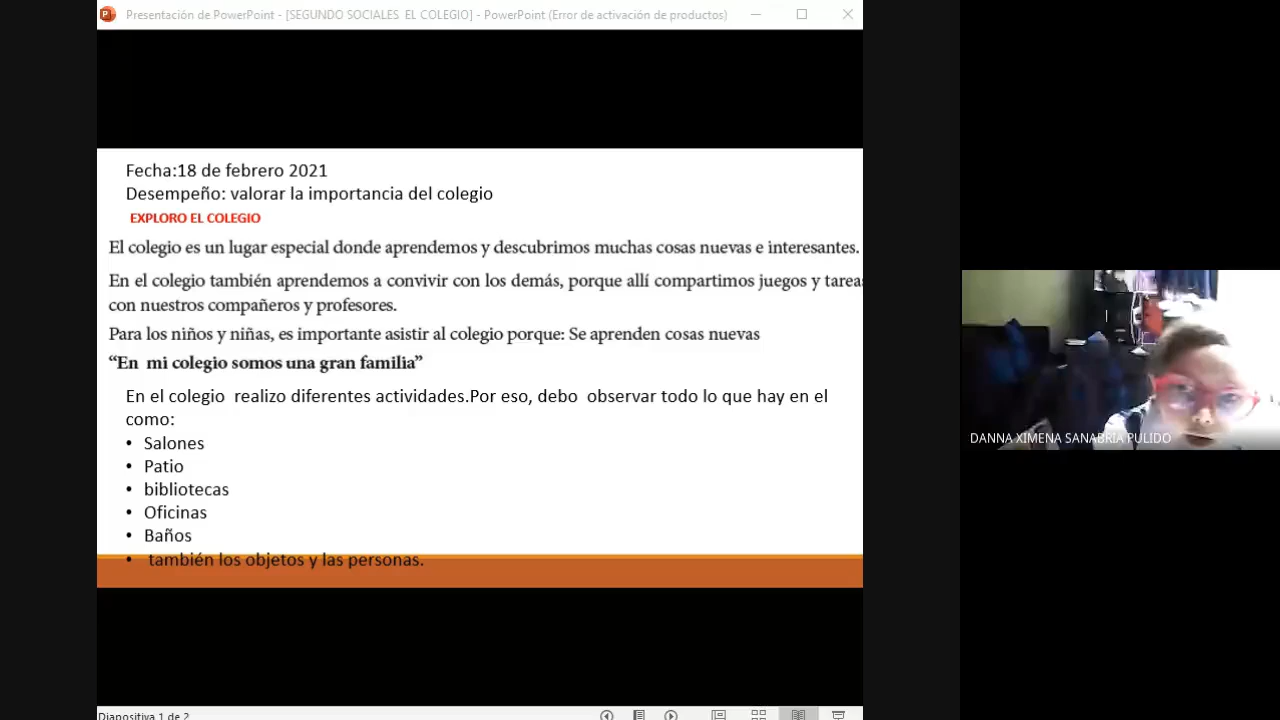 Presentación de PowerPoint - [SEGUNDO SOCIALES  EL COLEGIO] - PowerPoint (Error de activación de productos)
Fecha:18 de febrero 2021
Desempeño: valorar la importancia del colegio
EXPLORO EL COLEGIO
El colegio es un lugar especial donde aprendemos y descubrimos muchas cosas nuevas e interesantes.
En el colegio también aprendemos a convivir con los demás, porque allí compartimos juegos y tarea
con nuestros compañeros y profesores.
Para los niños y niñas, es importante asistir al colegio porque: Se aprenden cosas nuevas
“En  mi colegio somos una gran familia”
En el colegio  realizo diferentes actividades.Por eso, debo  observar todo lo que hay en el
como:
• Salones
• Patio
• bibliotecas
• Oficinas
• Baños
• también los objetos y las personas.
DANNA XIMENA SANABRIA PULIDO
Diapositiva 1 de 2